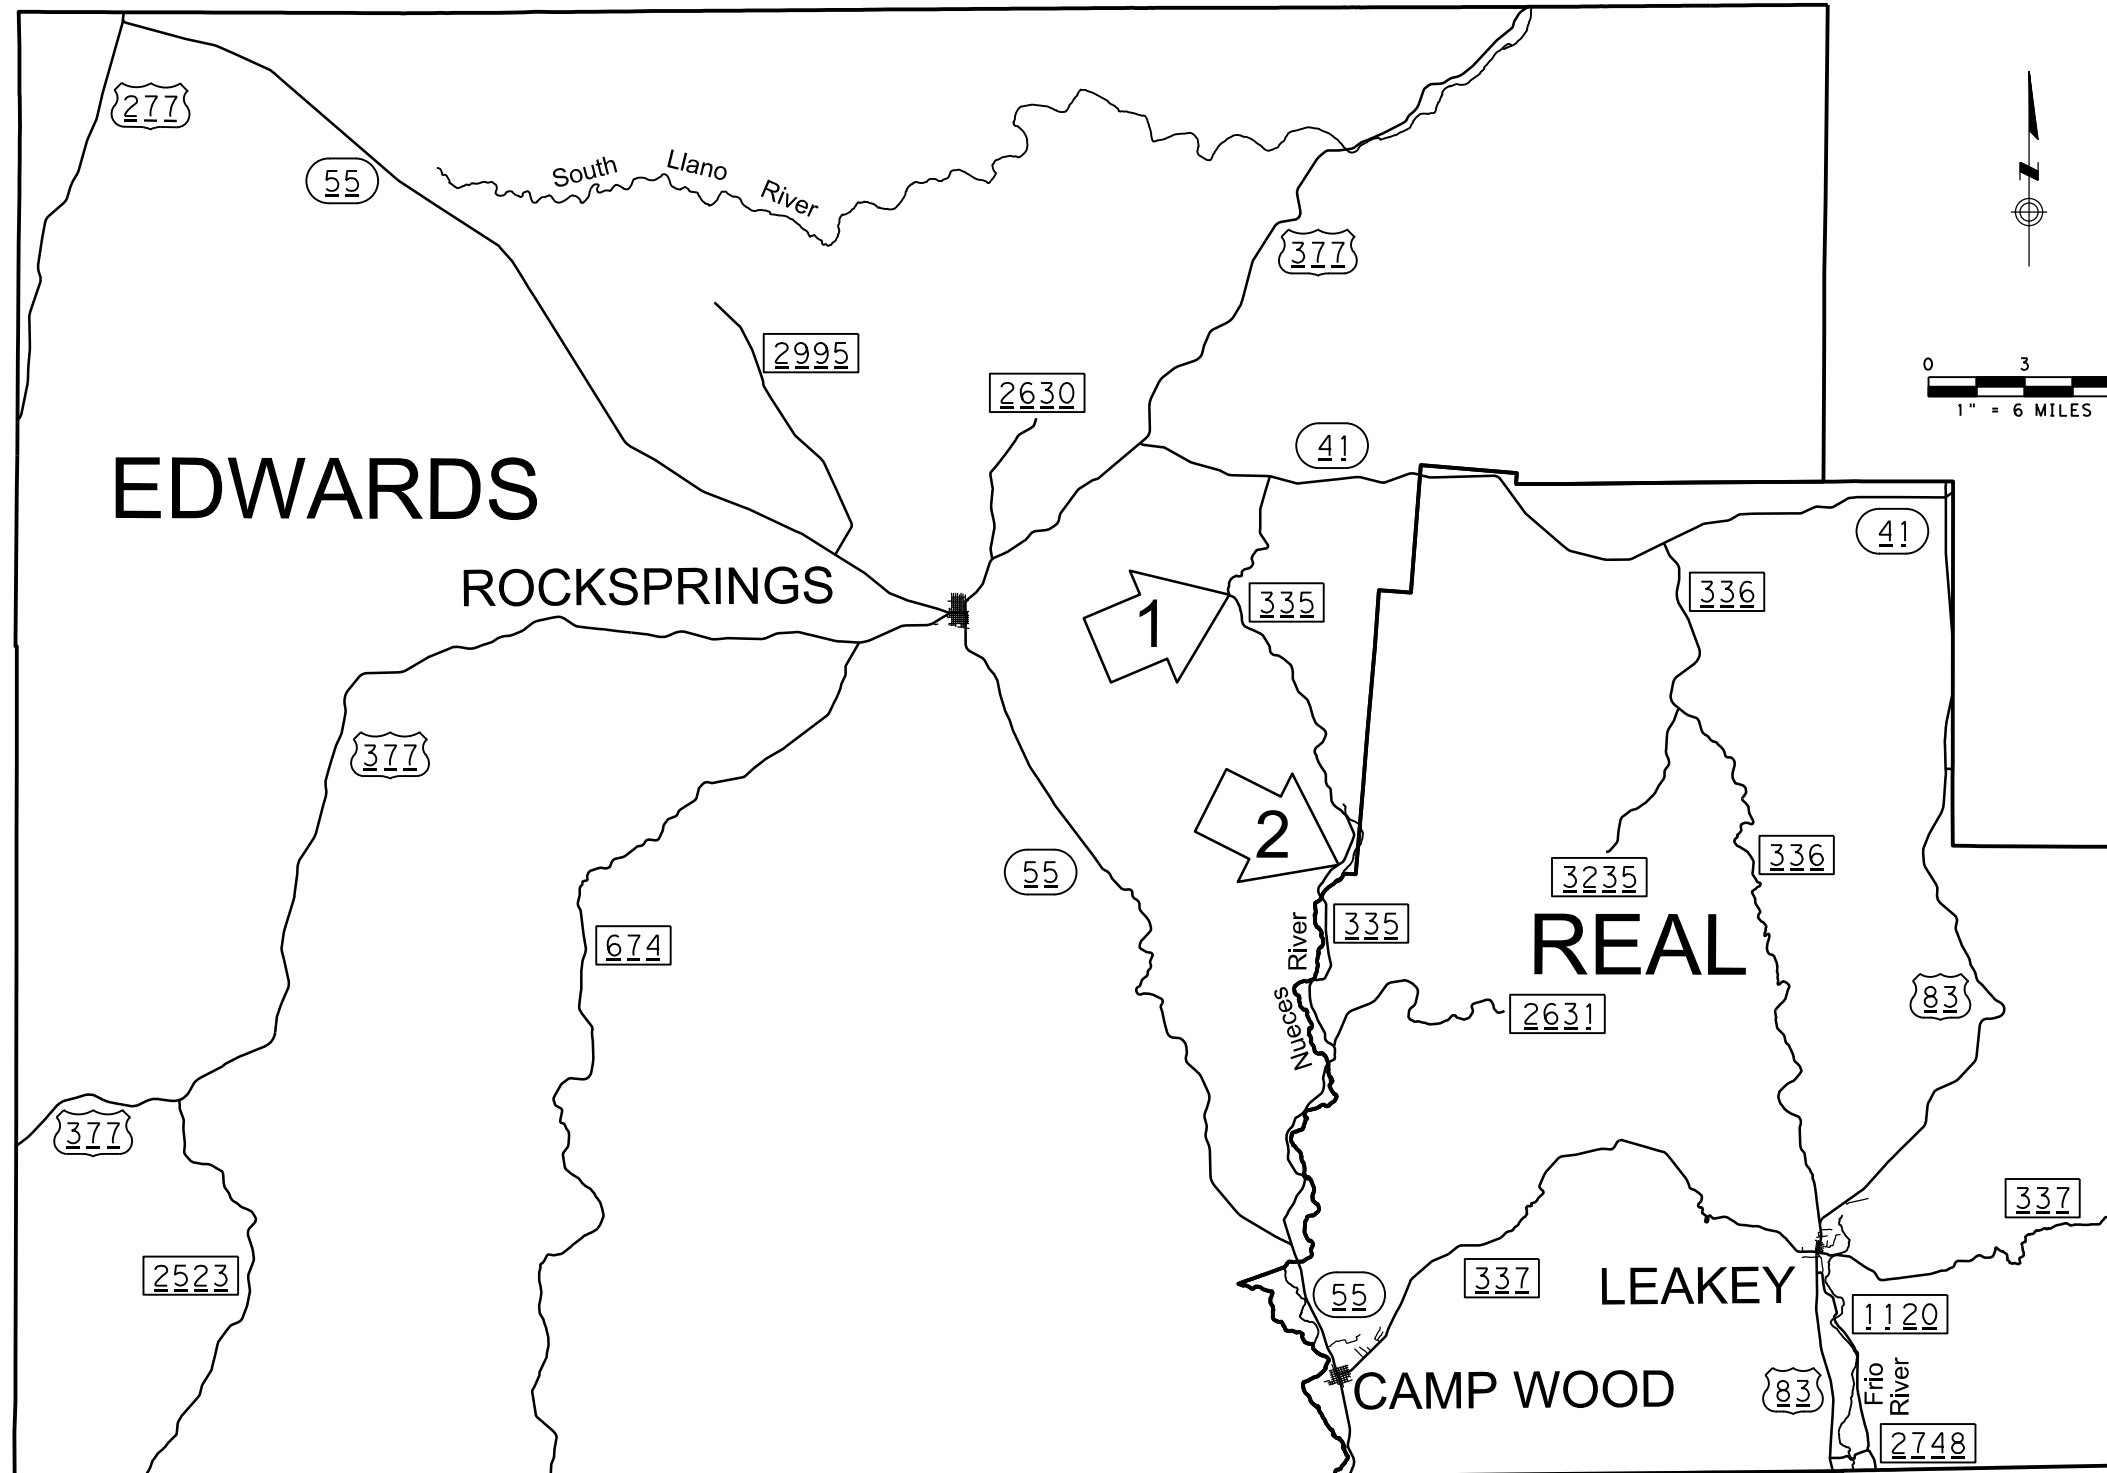 277
55
South Llano River
377
2995
2630
0 3
1" = 6 MILES
41
EDWARDS
41
ROCKSPRINGS
336
335
1
377
2
55
336
3235
335
REAL
674
River
Nueces
83
2631
377
337
2523
337
LEAKEY
55
1120
CAMP WOOD
83
Frio
River
2748
N